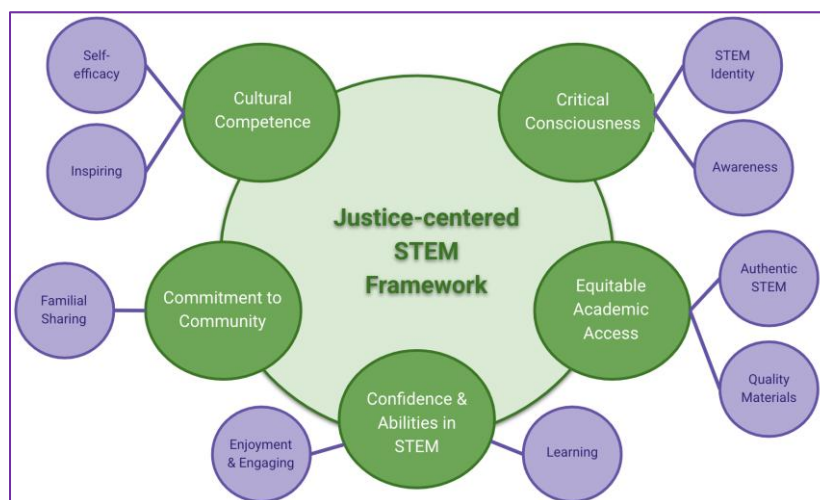 Self-
efficacy
Inspiring
Cultural
Competence
Critical
Consciousness
STEM
Identity
Awareness
Justice-centered
STEM
Framework
Familial
Sharing
Commitment to
Community
Equitable
Academic
Access
Authentic
STEM
Quality
Materials
Confidence &
Abilities in
STEM
Enjoyment
& Engaging
Learning